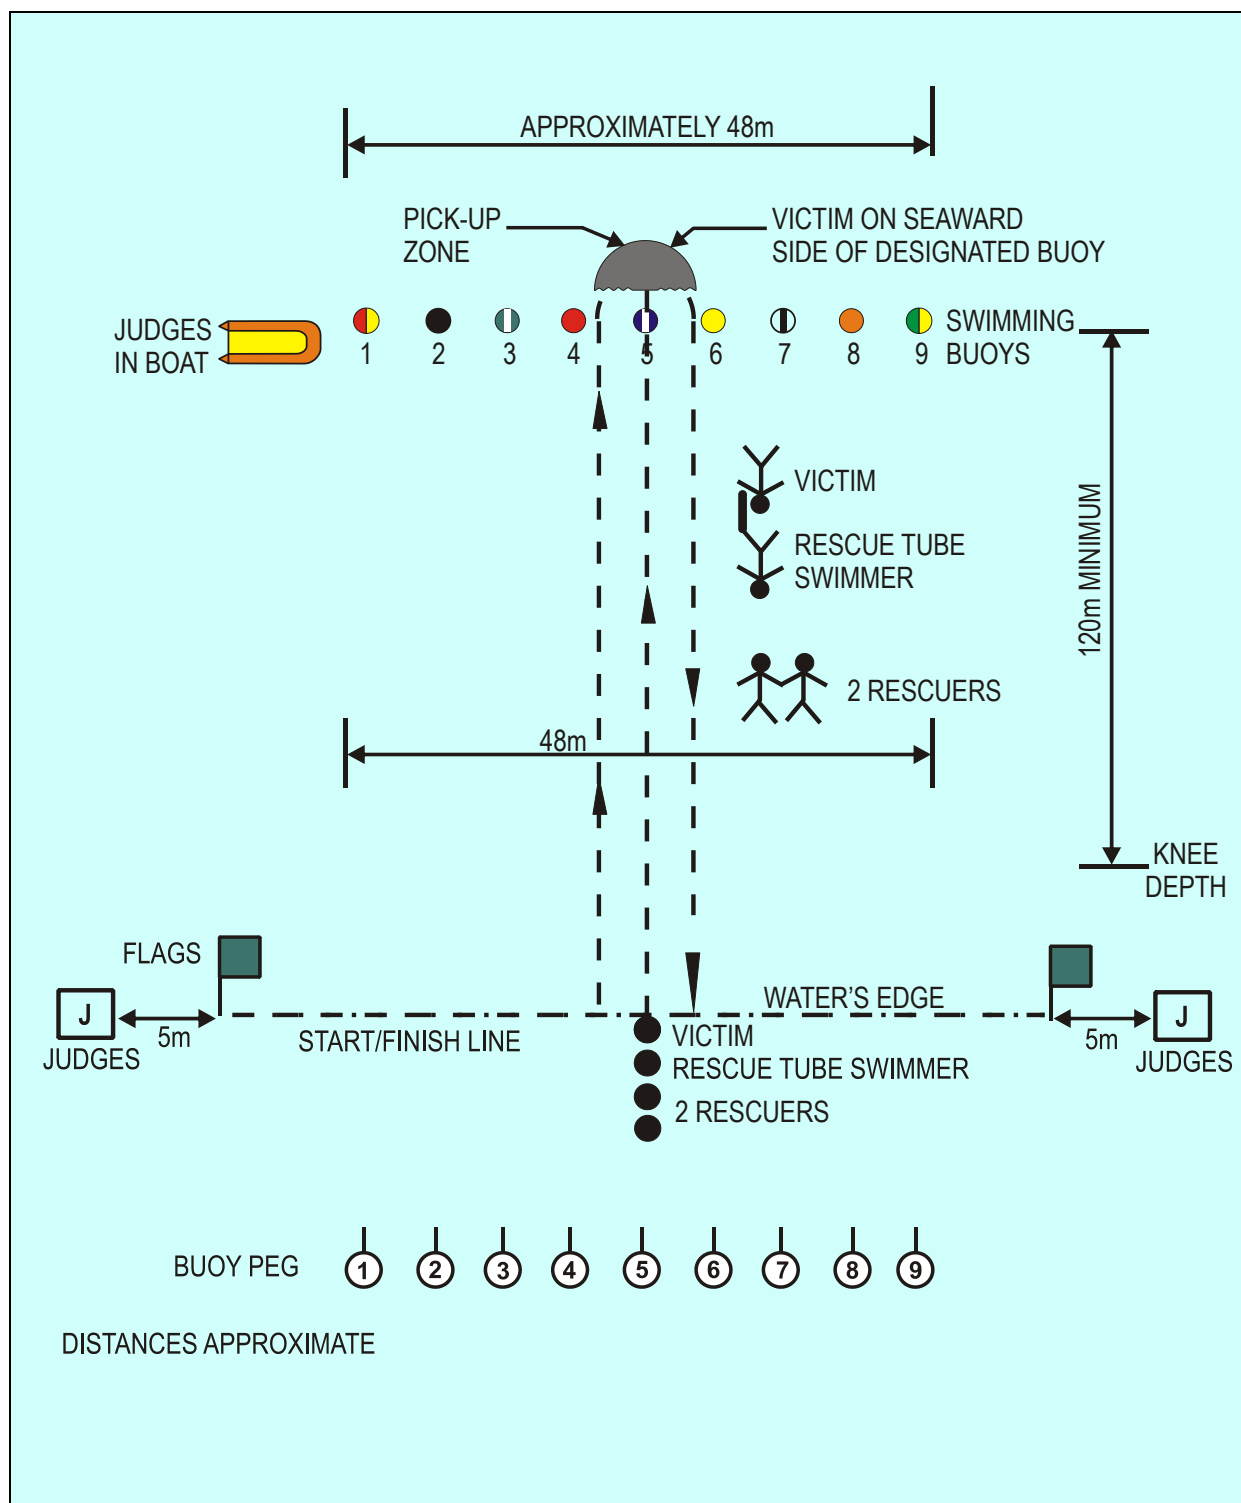 APPROXIMATELY 48m
PICK-UP
ZONE
VICTIM ON SEAWARD
SIDE OF DESIGNATED BUOY
JUDGES
IN BOAT
1 2 3 4 5 6 7 8 9
SWIMMING
BUOYS
VICTIM
RESCUE TUBE
SWIMMER
120m MINIMUM
2 RESCUERS
48m
KNEE
DEPTH
FLAGS
WATER'S EDGE
J
5m
JUDGES
START/FINISH LINE
VICTIM
RESCUE TUBE SWIMMER
2 RESCUERS
5m
J
JUDGES
BUOY PEG
1 2 3 4 5 6 7 8 9
DISTANCES APPROXIMATE